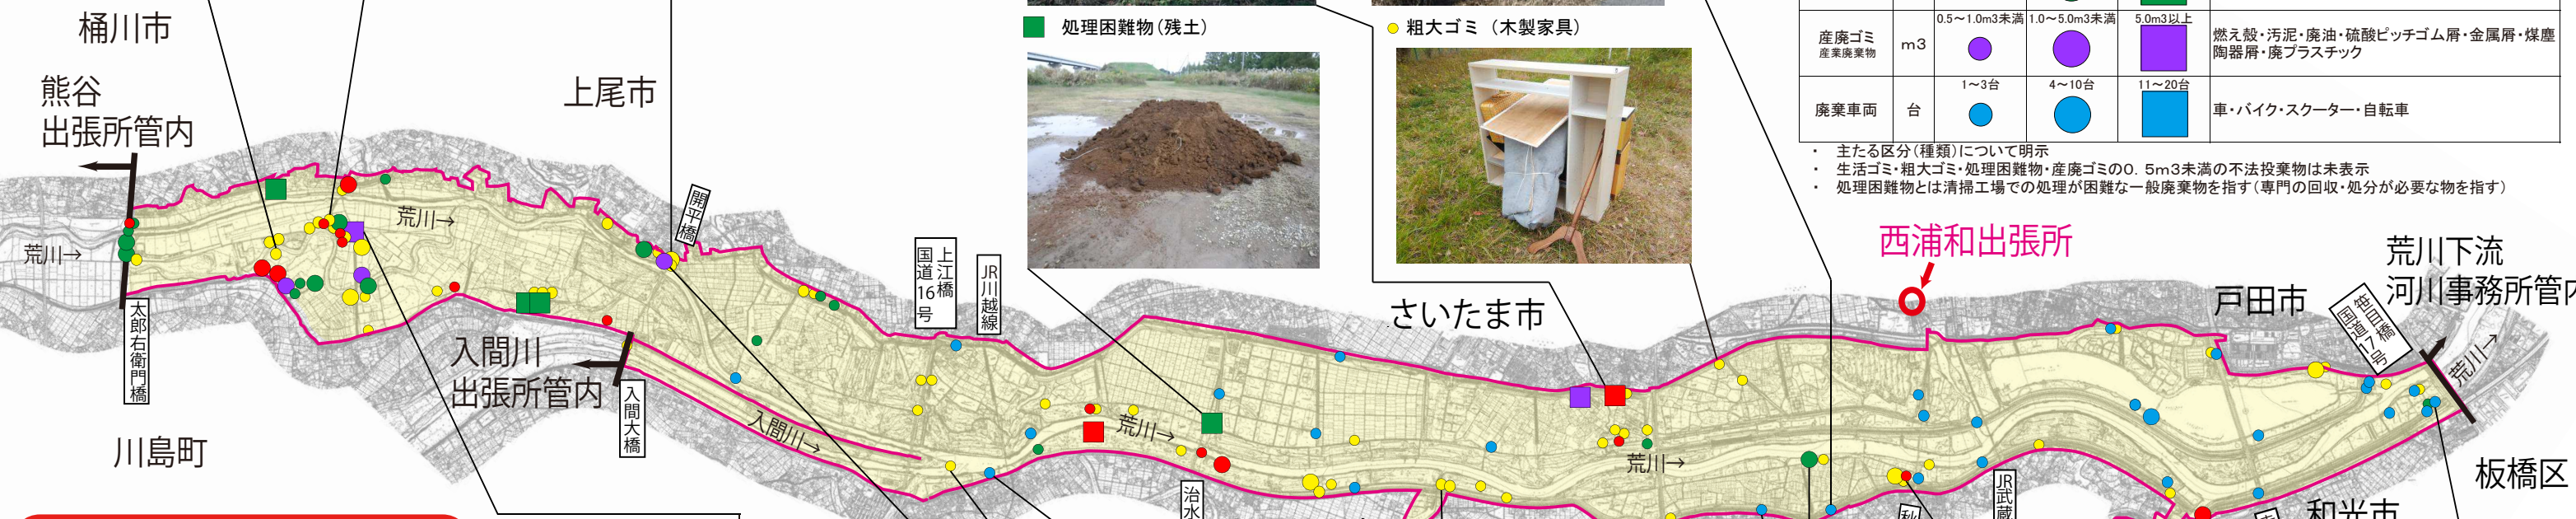 桶川市
熊谷
出張所管内
上尾市
処理困難物(残土)
粗大ゴミ（木製家具）
産廃ゴミ
産業廃棄物
m3
0.5～1.0m3未満
1.0～5.0m3未満
5.0m3以上
燃え殻・汚泥・廃油・硫酸ピッチゴム屑・金属屑・煤塵
陶器屑・廃プラスチック
廃棄車両
台
1～3台
4～10台
11～20台
車・バイク・スクーター・自転車
・ 主たる区分(種類)について明示
・ 生活ゴミ・粗大ゴミ・処理困難物・産廃ゴミの0．5m3未満の不法投棄物は未表示
・ 処理困難物とは清掃工場での処理が困難な一般廃棄物を指す(専門の回収・処分が必要な物を指す)
荒川→
荒川→
開平橋
太郎右衛門橋
上江橋
国道16号
JR川越線
入間川
出張所管内
入間大橋
入間川→
川島町
荒川→
治水
さいたま市
荒川→
西浦和出張所
戸田市
笹目橋
国道17号
荒川下流
河川事務所管内
荒川→
板橋区
和光市
JR武蔵
秋